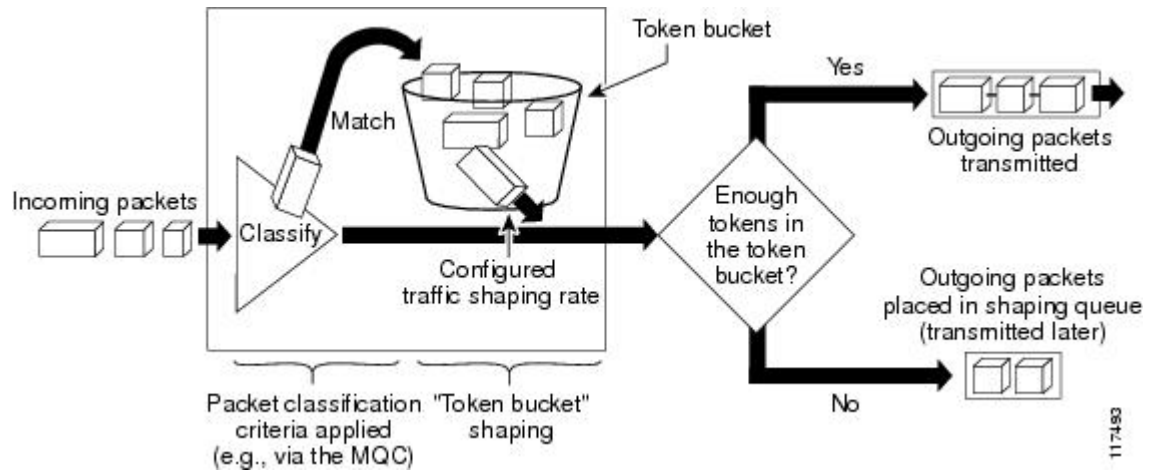 Token bucket
Match
Incoming packets
Classify
Configured
traffic shaping rate
Enough
tokens in
the token
bucket?
Yes
Outgoing packets
transmitted
Outgoing packets
placed in shaping queue
(transmitted later)
No
Packet classification
criteria applied
(e.g., via the MQC)
"Token bucket"
shaping
117493